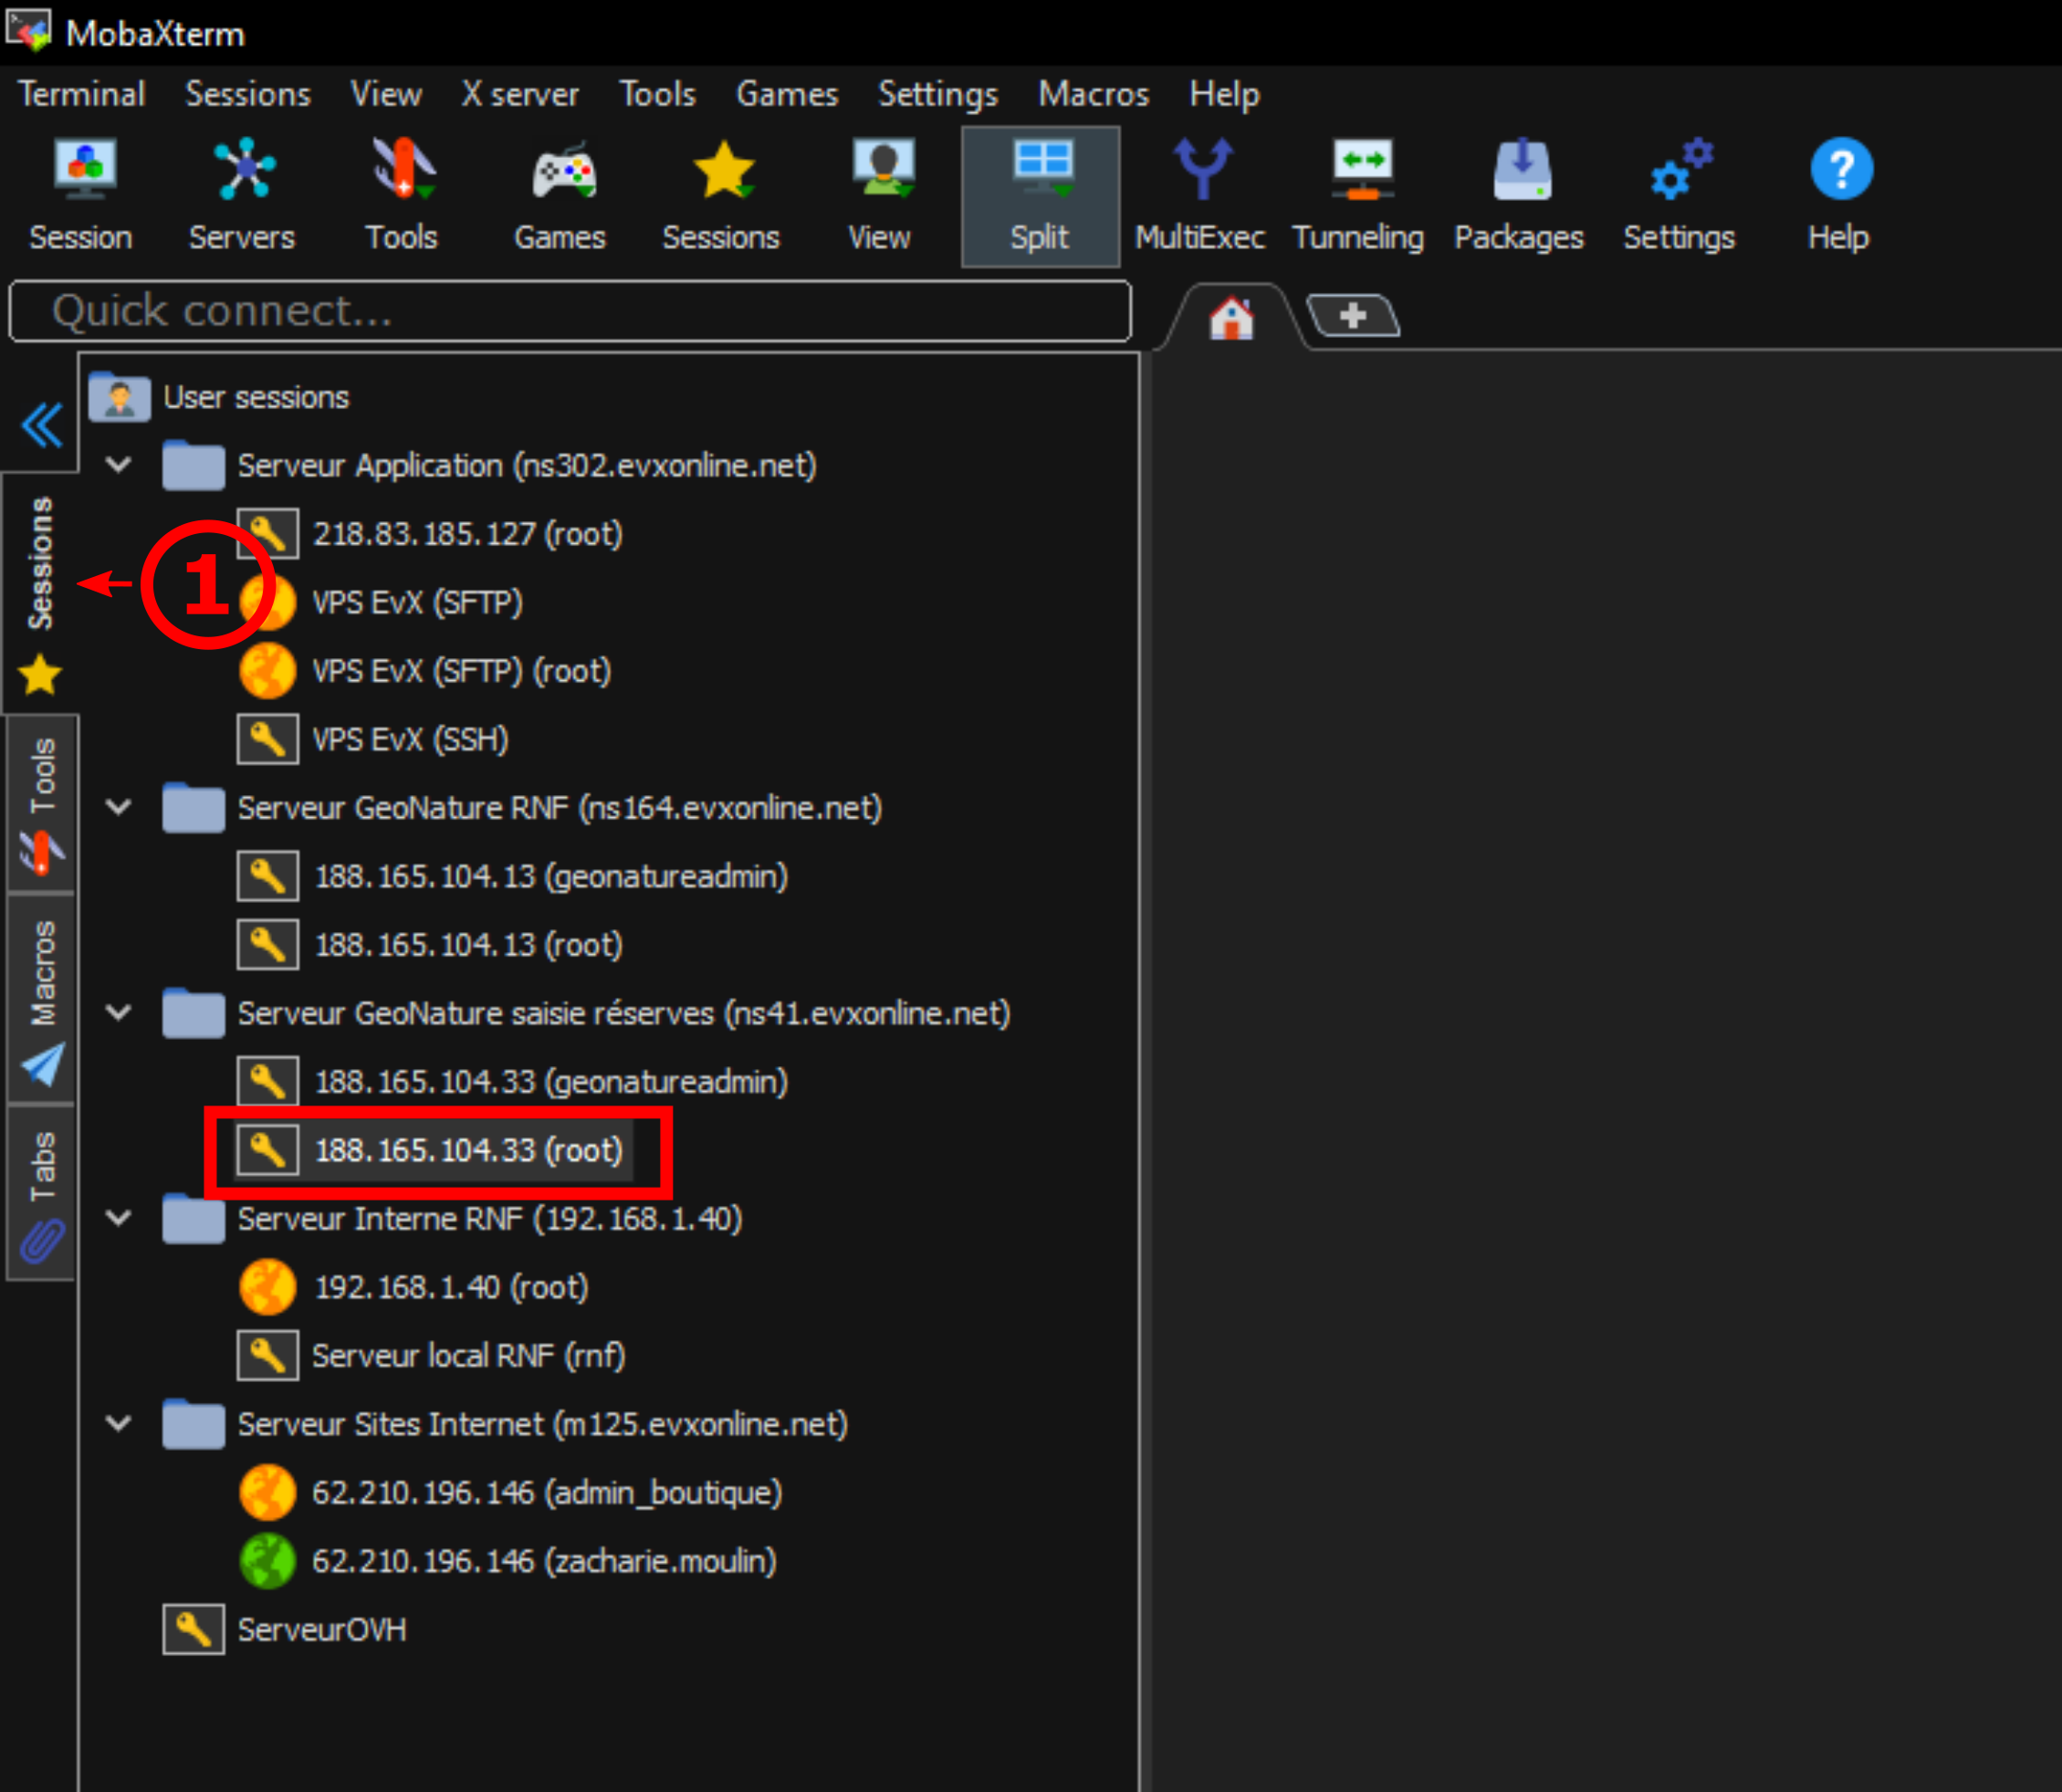 MobaXterm
Terminal Sessions View X server Tools Games Settings Macros Help
Session Servers Tools Games Sessions View Split MultiExec Tunneling Packages Settings Help
Quick connect...
User sessions
Serveur Application (ns302.evxonline.net)
218.83.185.127 (root)
Sessions
1
VPS EvX (SFTP)
VPS EvX (SFTP) (root)
VPS EvX (SSH)
Tools
Serveur GeoNature RNF (ns164.evxonline.net)
188.165.104.13 (geonatureadmin)
188.165.104.13 (root)
Macros
Serveur GeoNature saisie réserves (ns41.evxonline.net)
188.165.104.33 (geonatureadmin)
188.165.104.33 (root)
Tabs
Serveur Interne RNF (192.168.1.40)
192.168.1.40 (root)
Serveur local RNF (rnf)
Serveur Sites Internet (m125.evxonline.net)
62.210.196.146 (admin_boutique)
62.210.196.146 (zacharie.moulin)
ServeurOVH